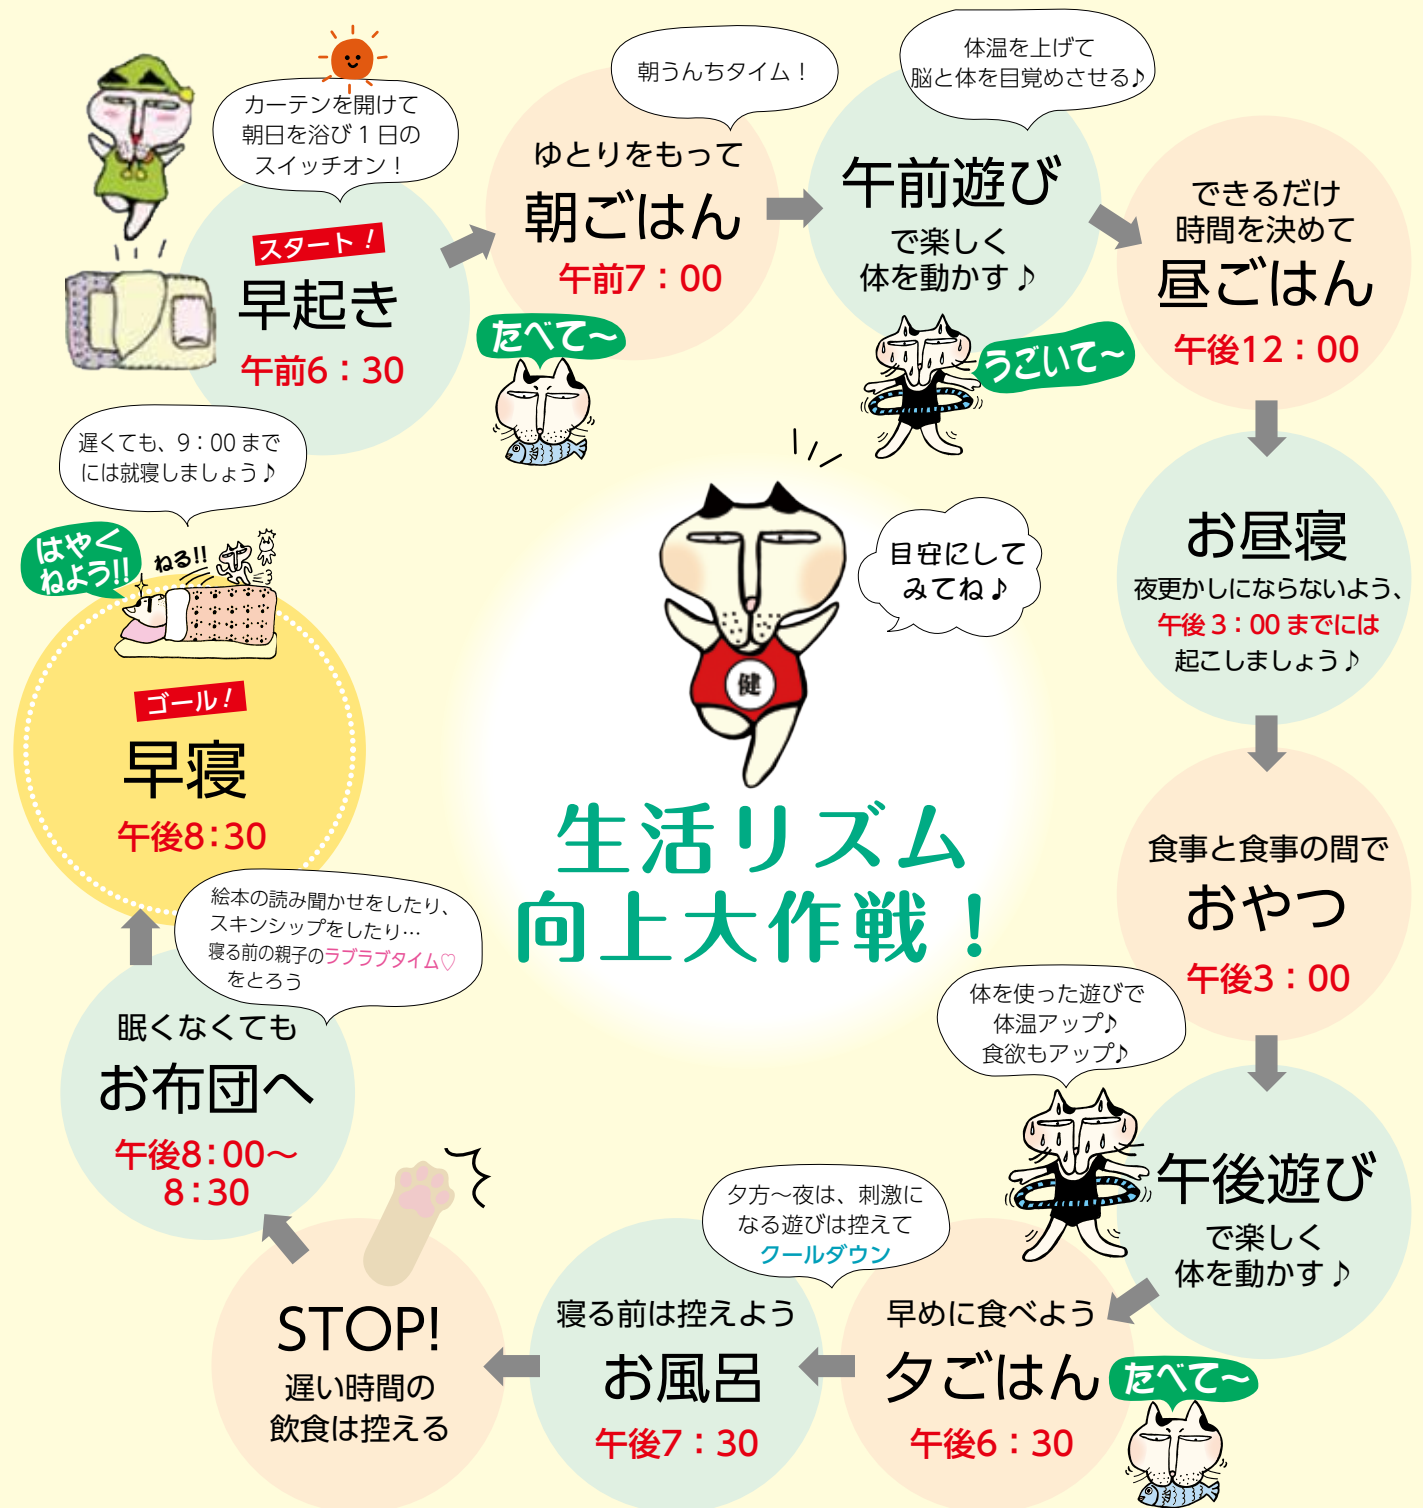 カーテンを開けて
朝日を浴び1日の
スイッチオン！
スタート！
早起き
午前6：30
朝うんちタイム！
ゆとりをもって
朝ごはん
午前7：00
たべて～
体温を上げて
脳と体を目覚めさせる♪
午前遊び
で楽しく
体を動かす♪
うごいて～
できるだけ
時間を決めて
昼ごはん
午後12：00
お昼寝
夜更かしにならないよう、
午後3：00までには
起こしましょう♪
食事と食事の間で
おやつ
午後3：00
体を使った遊びで
体温アップ♪
食欲もアップ♪
午後遊び
で楽しく
体を動かす♪
夕方～夜は、刺激に
なる遊びは控えて
クールダウン
早めに食べよう
夕ごはん
午後6：30
たべて～
寝る前は控えよう
お風呂
午後7：30
STOP!
遅い時間の
飲食は控える
絵本の読み聞かせをしたり、
スキンシップをしたり…
寝る前の親子のラブラブタイム♡
をとろう
眠くなくても
お布団へ
午後8：00～
8：30
遅くても、9：00まで
には就寝しましょう♪
はやく
ねよう!!
ねる!!
ゴール！
早寝
午後8：30
目安にして
みてね♪
健
生活リズム
向上大作戦！